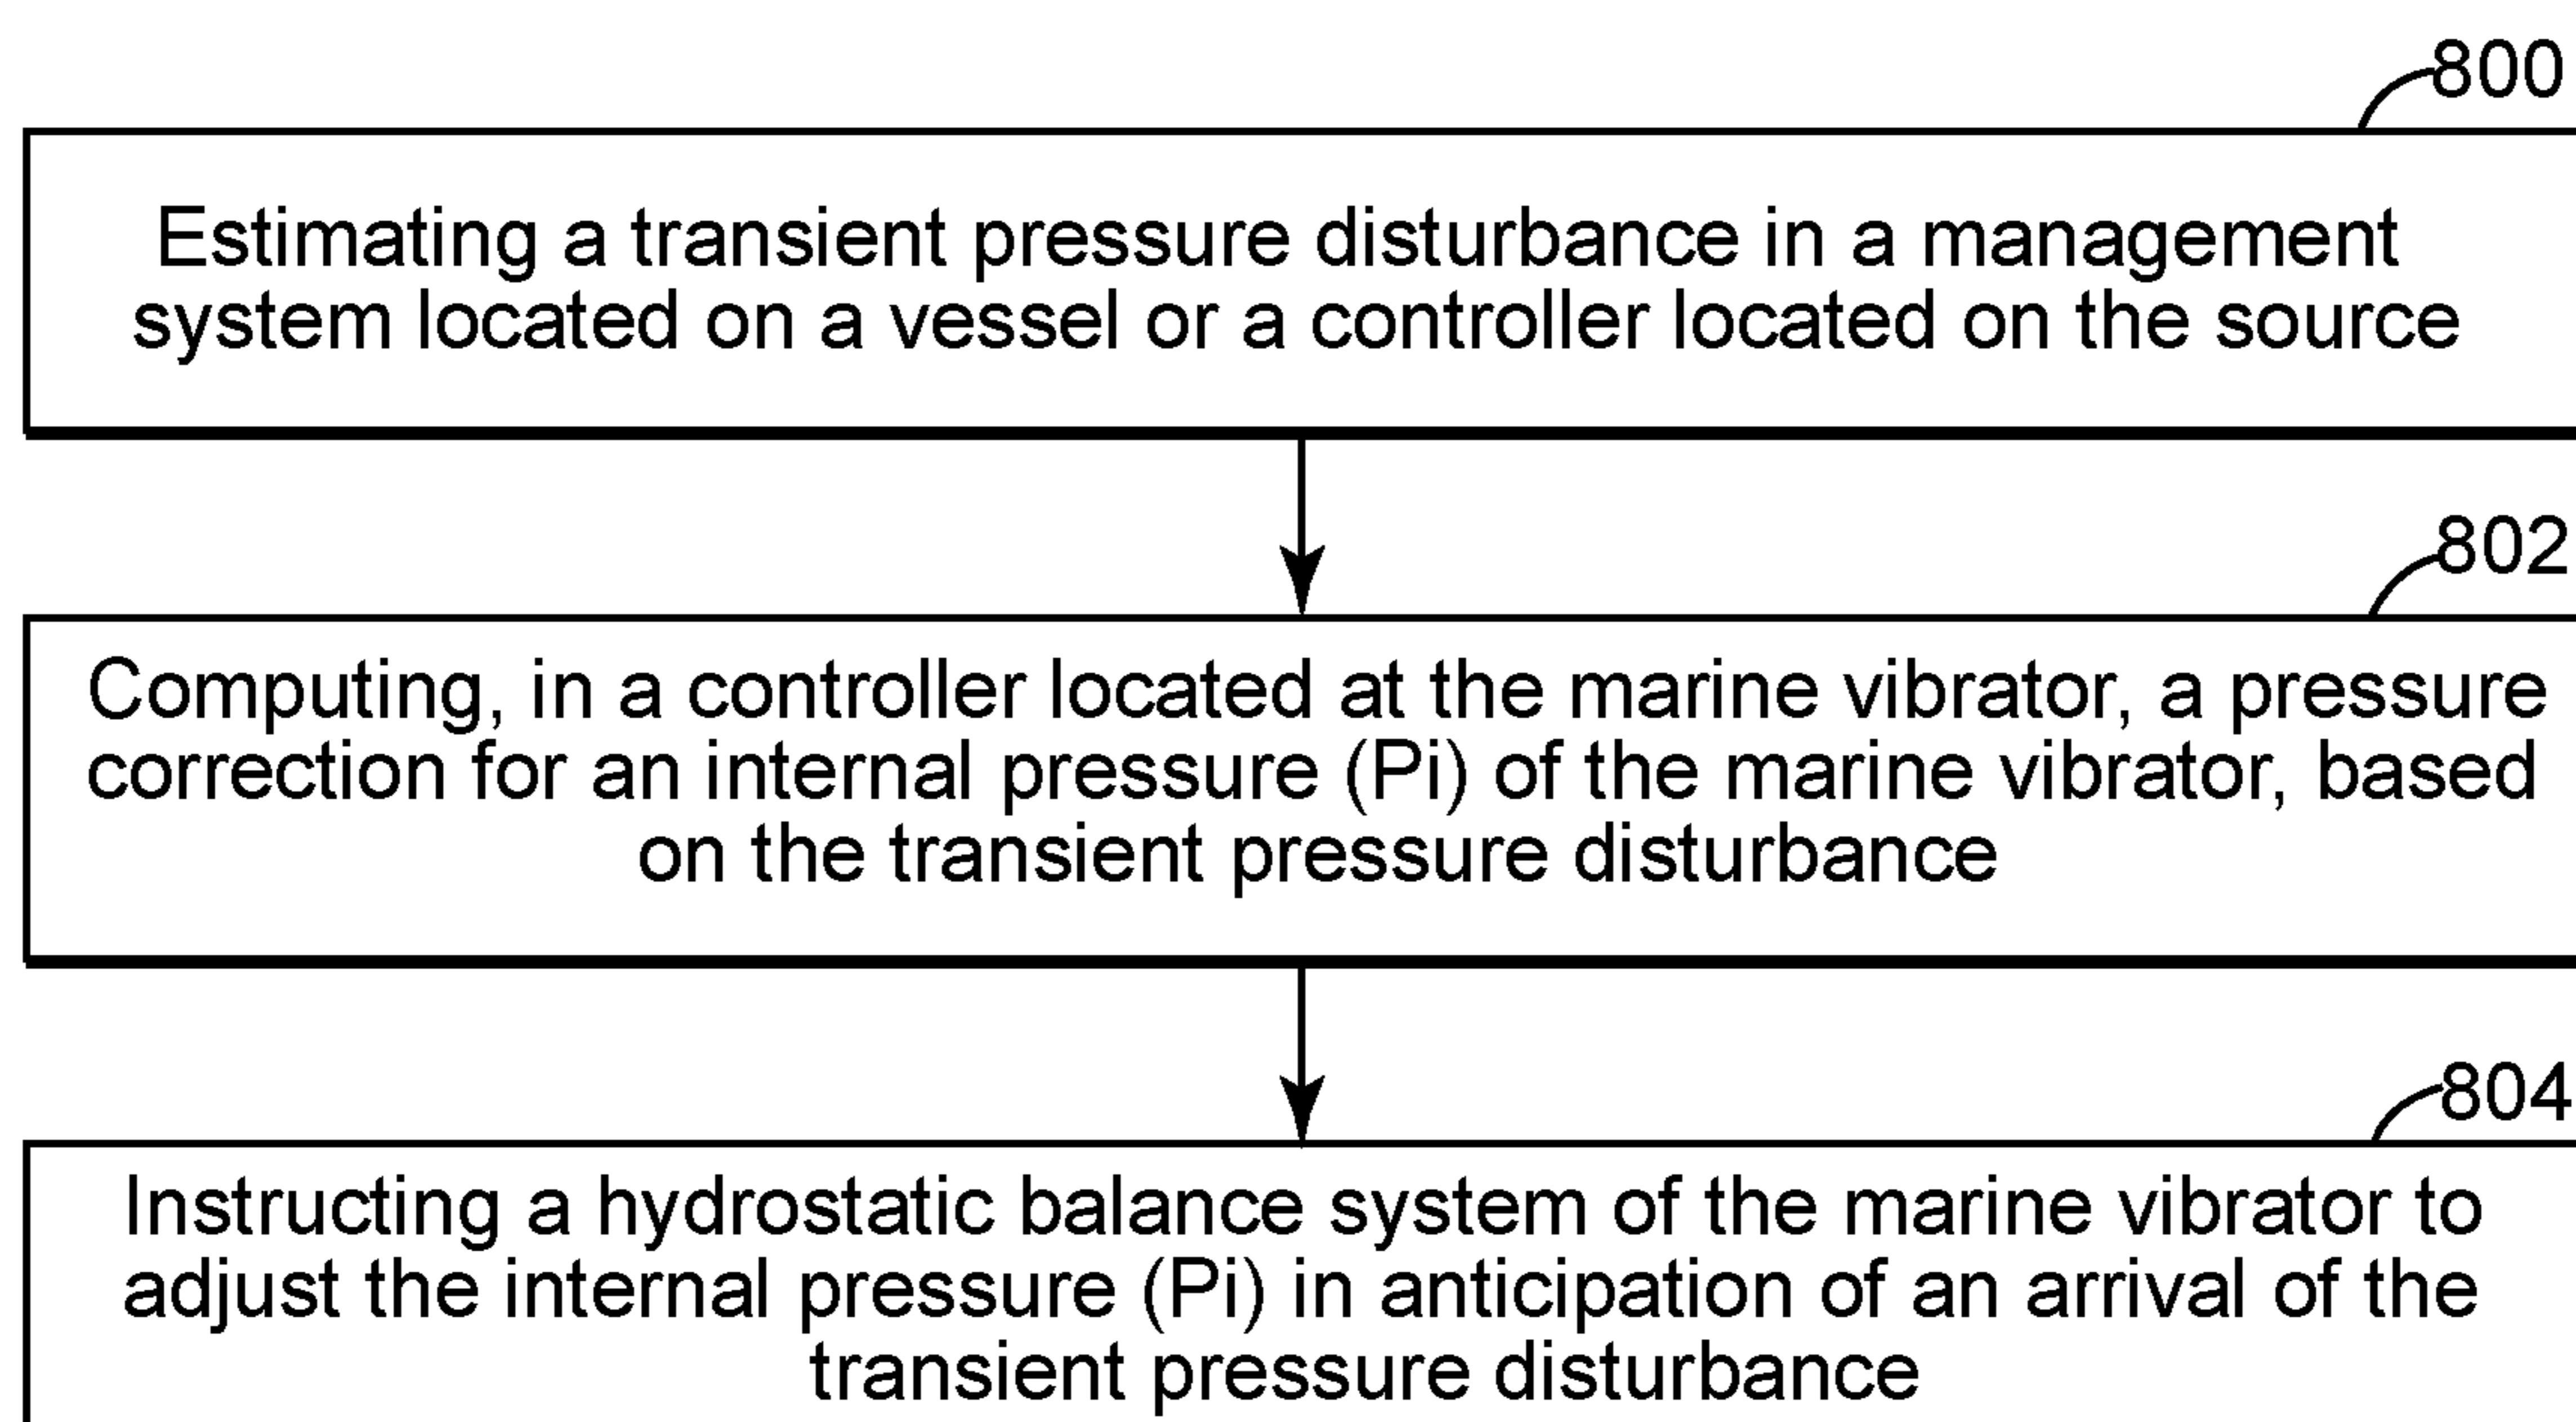 800
Estimating a transient pressure disturbance in a management
system located on a vessel or a controller located on the source
802
Computing, in a controller located at the marine vibrator, a pressure
correction for an internal pressure (Pi) of the marine vibrator, based
on the transient pressure disturbance
804
Instructing a hydrostatic balance system of the marine vibrator to
adjust the internal pressure (Pi) in anticipation of an arrival of the
transient pressure disturbance